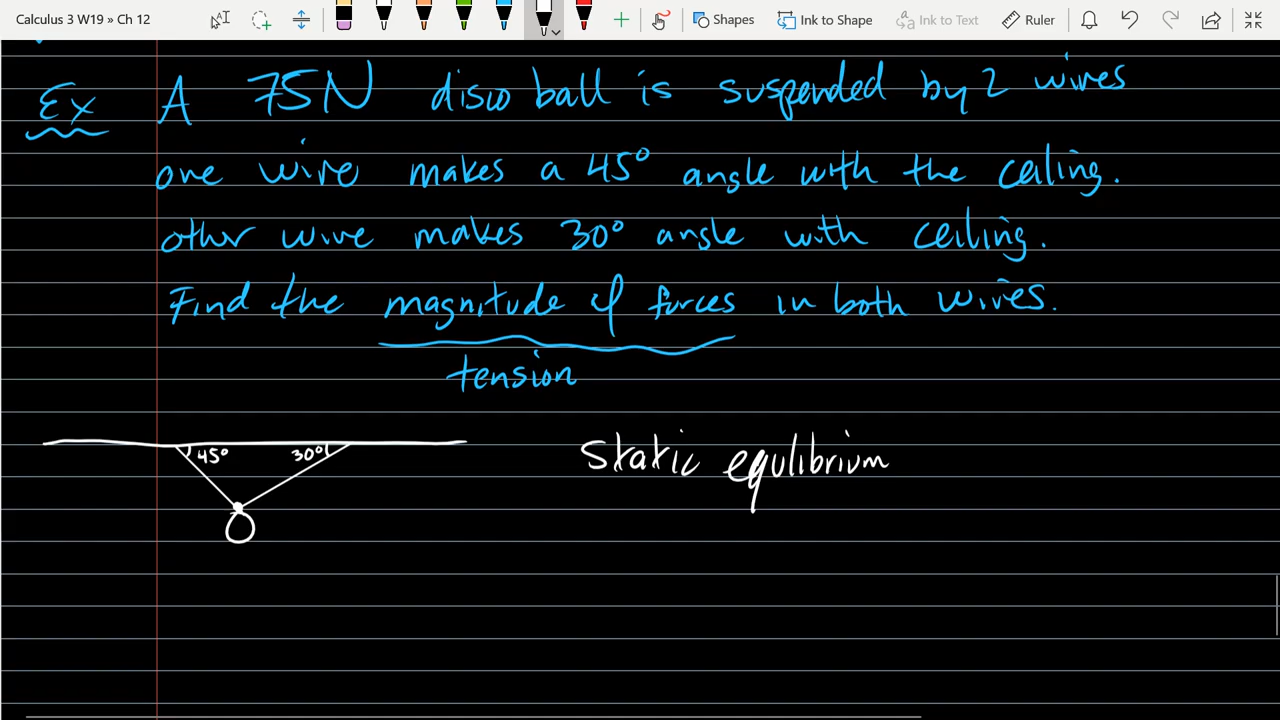 Calculus 3 W19 » Ch 12
Shapes
Ink to Shape
Ink to Text
Ruler
Ex A 75N disco ball is suspended by 2 wires
one wire makes a 45° angle with the ceiling.
other wire makes 30° angle with ceiling.
Find the magnitude of forces in both wires.
tension
45° 30°
Static equlibrium